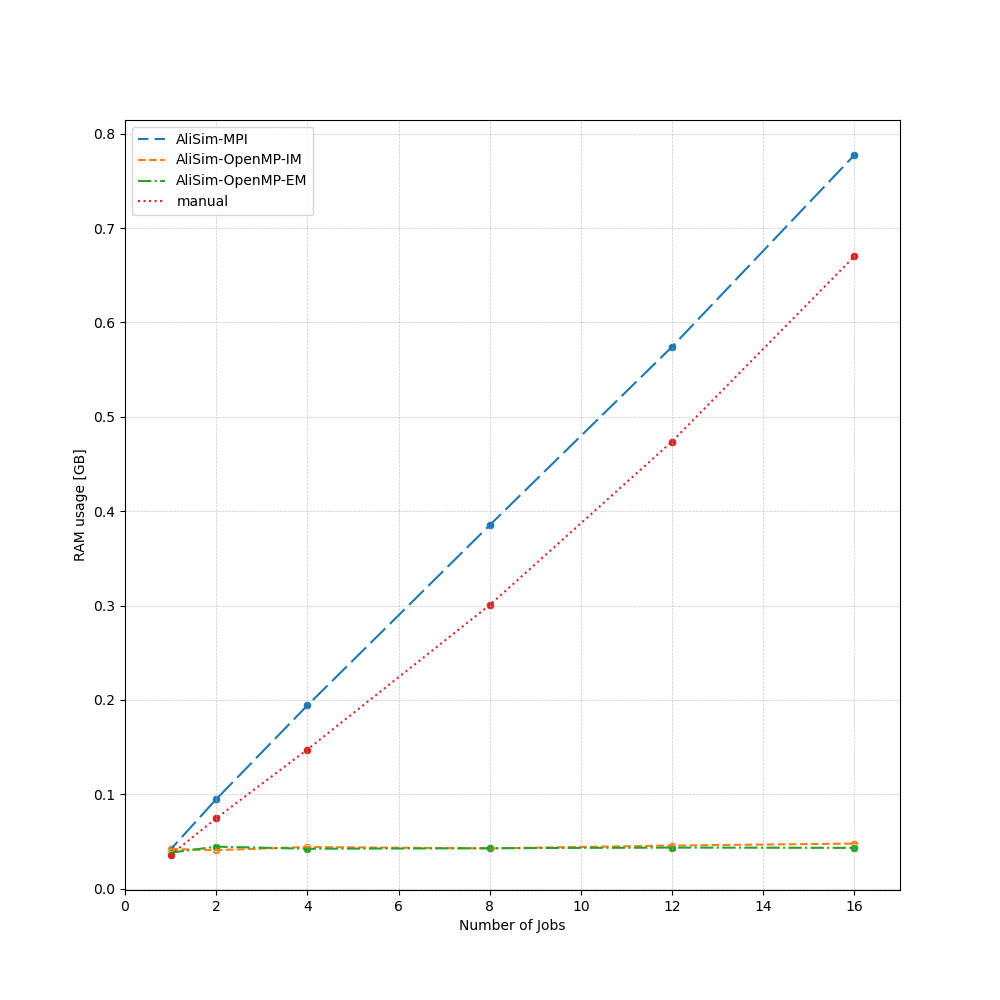 AliSim-MPI
AliSim-OpenMP-IM
AliSim-OpenMP-EM
manual
0.8
0.7
0.6
0.5
0.4
0.3
0.2
0.1
0.0
RAM usage [GB]
0 2 4 6 8 10 12 14 16
Number of Jobs